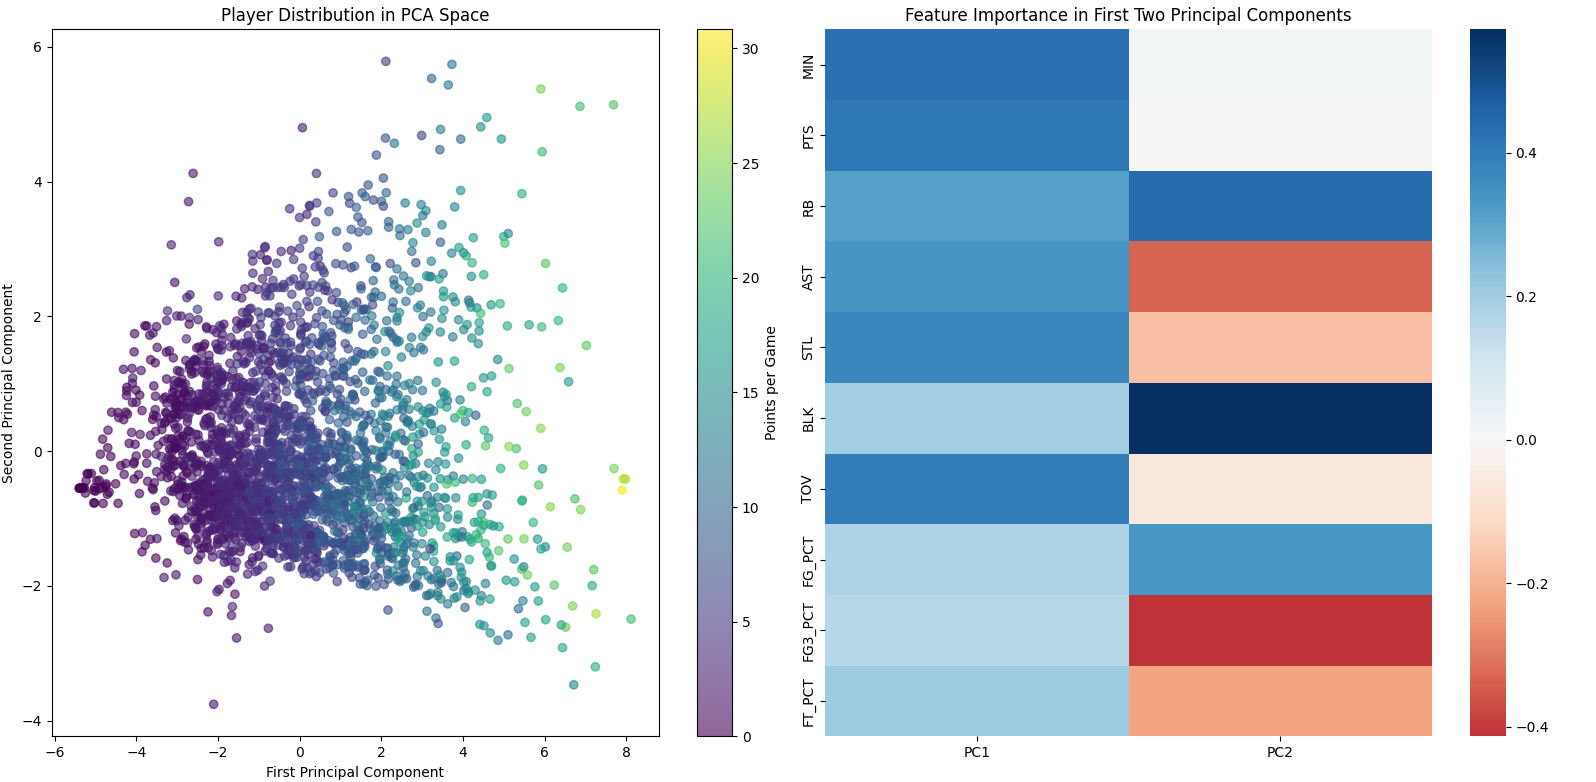 Player Distribution in PCA Space
6
4
2
0
−2
−4
Second Principal Component
−6
−4
−2
0
2
4
6
8
First Principal Component
30
25
20
15
10
5
0
Points per Game
Feature Importance in First Two Principal Components
MIN
PTS
RB
AST
STL
BLK
TOV
FG_PCT
FG3_PCT
FT_PCT
PC1
PC2
0.4
0.2
0.0
−0.2
−0.4